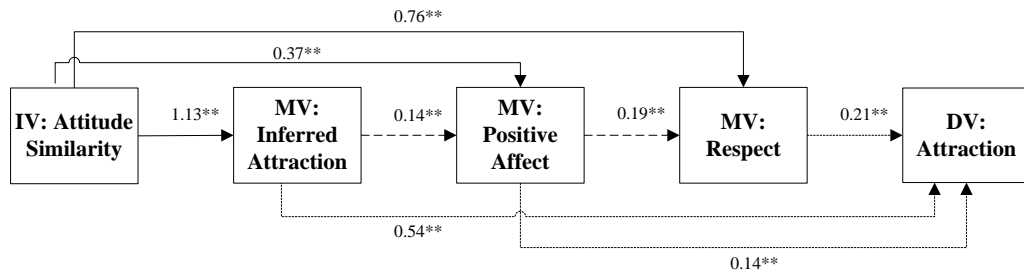 0.76**
0.37**
IV: Attitude
Similarity
1.13**
MV:
Inferred
Attraction
0.14**
MV:
Positive
Affect
0.19**
MV:
Respect
0.21**
DV:
Attraction
0.54**
0.14**